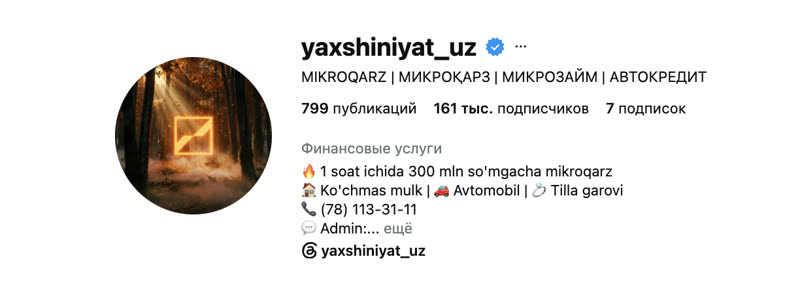 yaxshiniyat_uz ...
MIKROQARZ | МИКРОҚАРЗ | МИКРОЗАЙМ | АВТОКРЕДИТ
799 публикаций 161 тыс. подписчиков 7 подписок
Финансовые услуги
🔥 1 soat ichida 300 mln so'mgacha mikroqarz
🏠 Ko'chmas mulk | 🚗 Avtomobil | 💍 Tilla garovi
📞 (78) 113-31-11
💬 Admin:... ещё
yaxshiniyat_uz